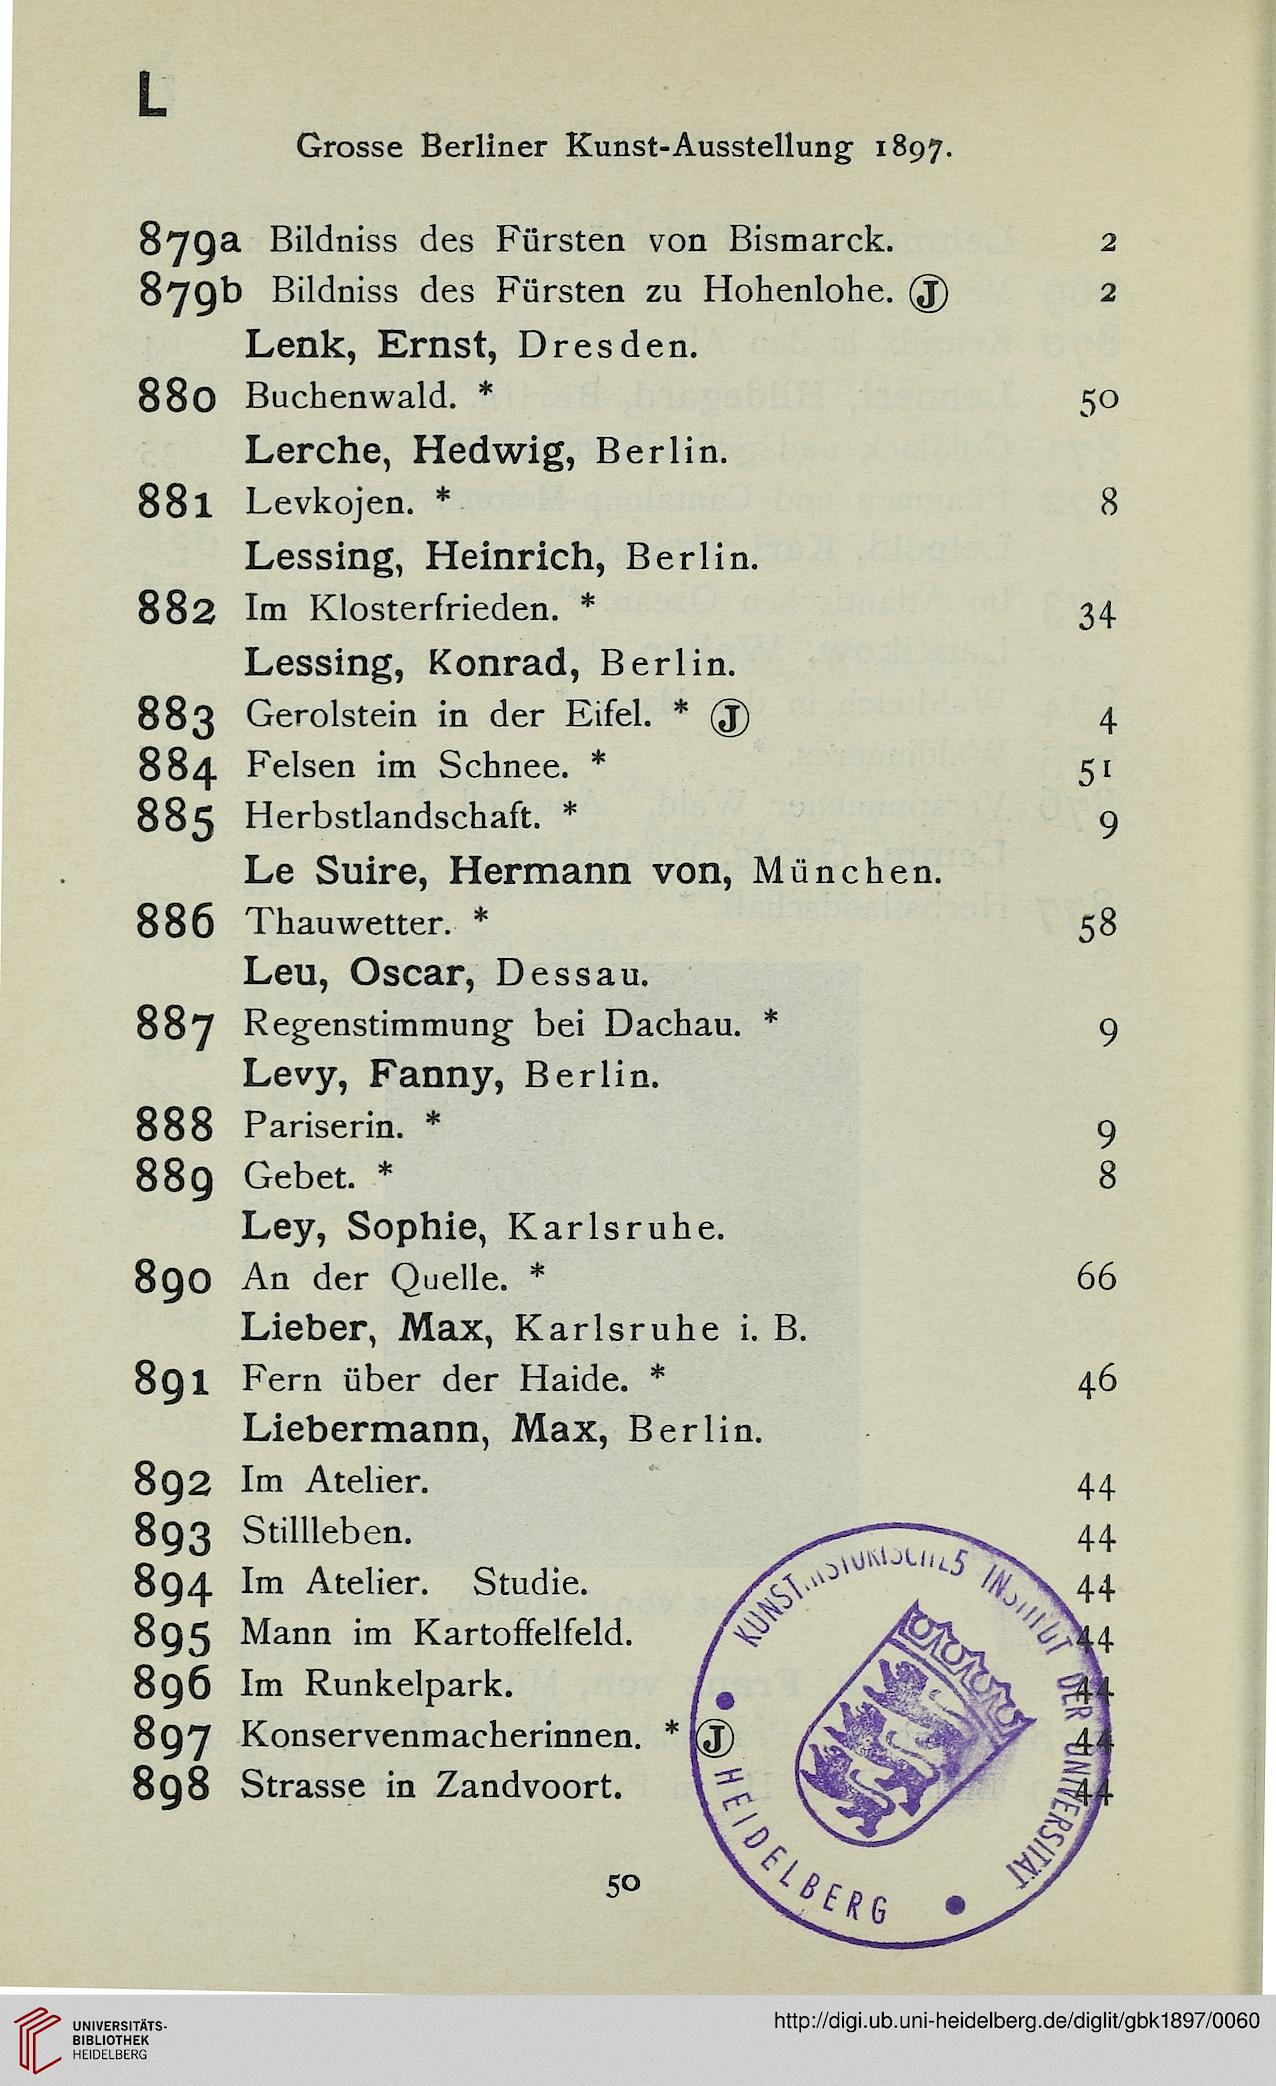 L
Grosse Berliner Kunst-Ausstellung 1897.
879a Bildniss des Fürsten von Bismarck. 2
879b Bildniss des Fürsten zu Hohenlohe. Ⓙ 2
Lenk, Ernst, Dresden.
880 Buchenwald. * 50
Lerche, Hedwig, Berlin.
881 Levkojen. * 8
Lessing, Heinrich, Berlin.
882 Im Klosterfrieden. * 34
Lessing, Konrad, Berlin.
883 Gerolstein in der Eifel. * Ⓙ 4
884 Felsen im Schnee. * 51
885 Herbstlandschaft. * 9
Le Suire, Hermann von, München.
886 Thauwetter. * 58
Leu, Oscar, Dessau.
887 Regenstimmung bei Dachau. * 9
Levy, Fanny, Berlin.
888 Pariserin. * 9
889 Gebet. * 8
Ley, Sophie, Karlsruhe.
890 An der Quelle. * 66
Lieber, Max, Karlsruhe i. B.
891 Fern über der Haide. * 46
Liebermann, Max, Berlin.
892 Im Atelier. 44
893 Stillleben. 44
894 Im Atelier. Studie. 44
895 Mann im Kartoffelfeld. 44
896 Im Runkelpark. 44
897 Konservenmacherinnen. * Ⓙ 44
898 Strasse in Zandvoort. 44
KUNSTHISTORISCHES INSTITUT DER UNIVERSITÄT
HEIDELBERG
50
UNIVERSITÄTS-
BIBLIOTHEK
HEIDELBERG
http://digi.ub.uni-heidelberg.de/diglit/gbk1897/0060